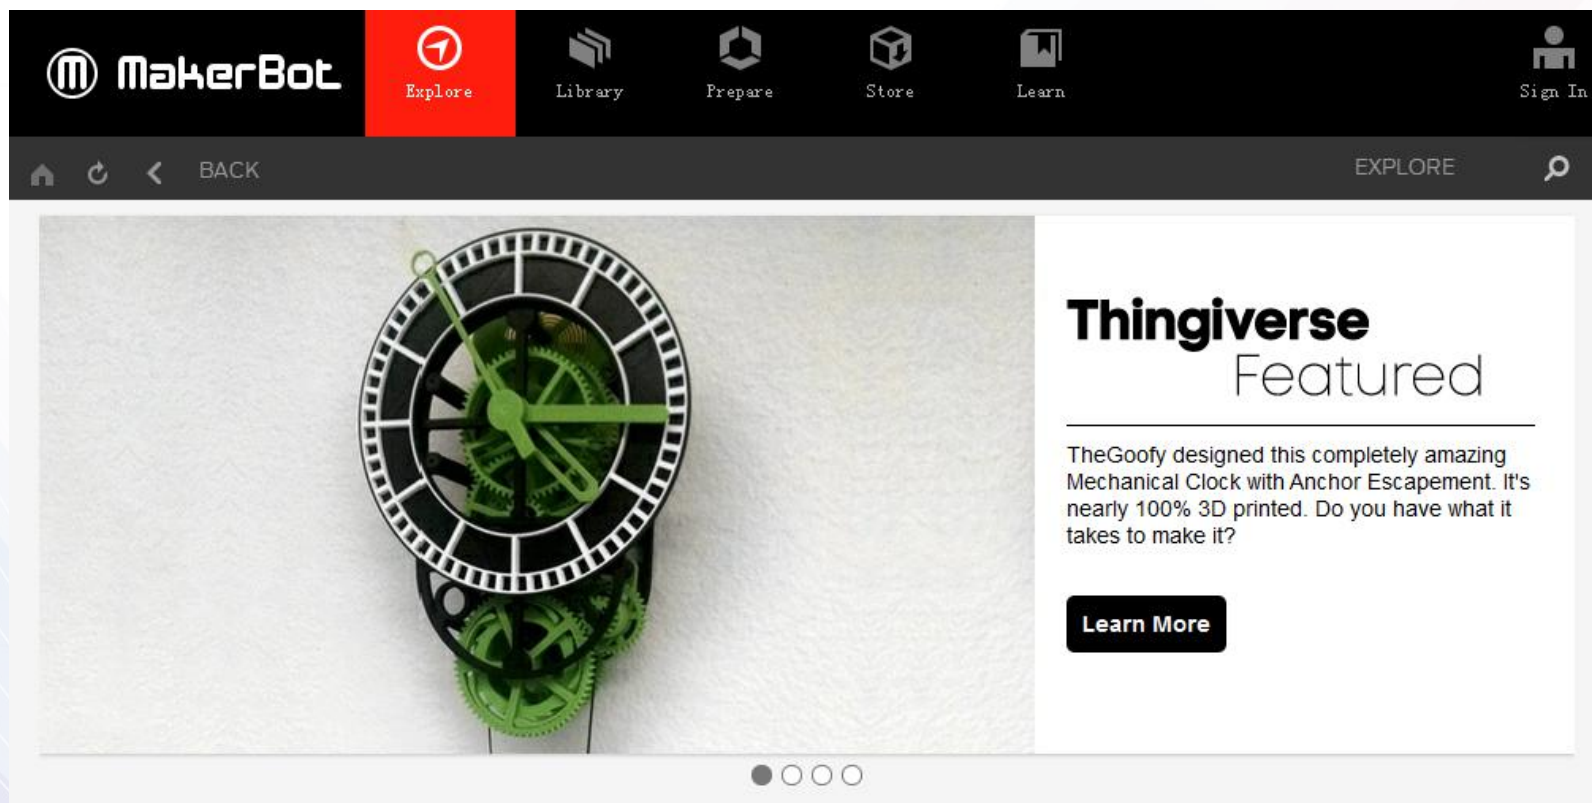 MakerBot
Explore
Library
Prepare
Store
Learn
Sign In
BACK
EXPLORE
Thingiverse
Featured
TheGoofy designed this completely amazing
Mechanical Clock with Anchor Escapement. It's
nearly 100% 3D printed. Do you have what it
takes to make it?
Learn More